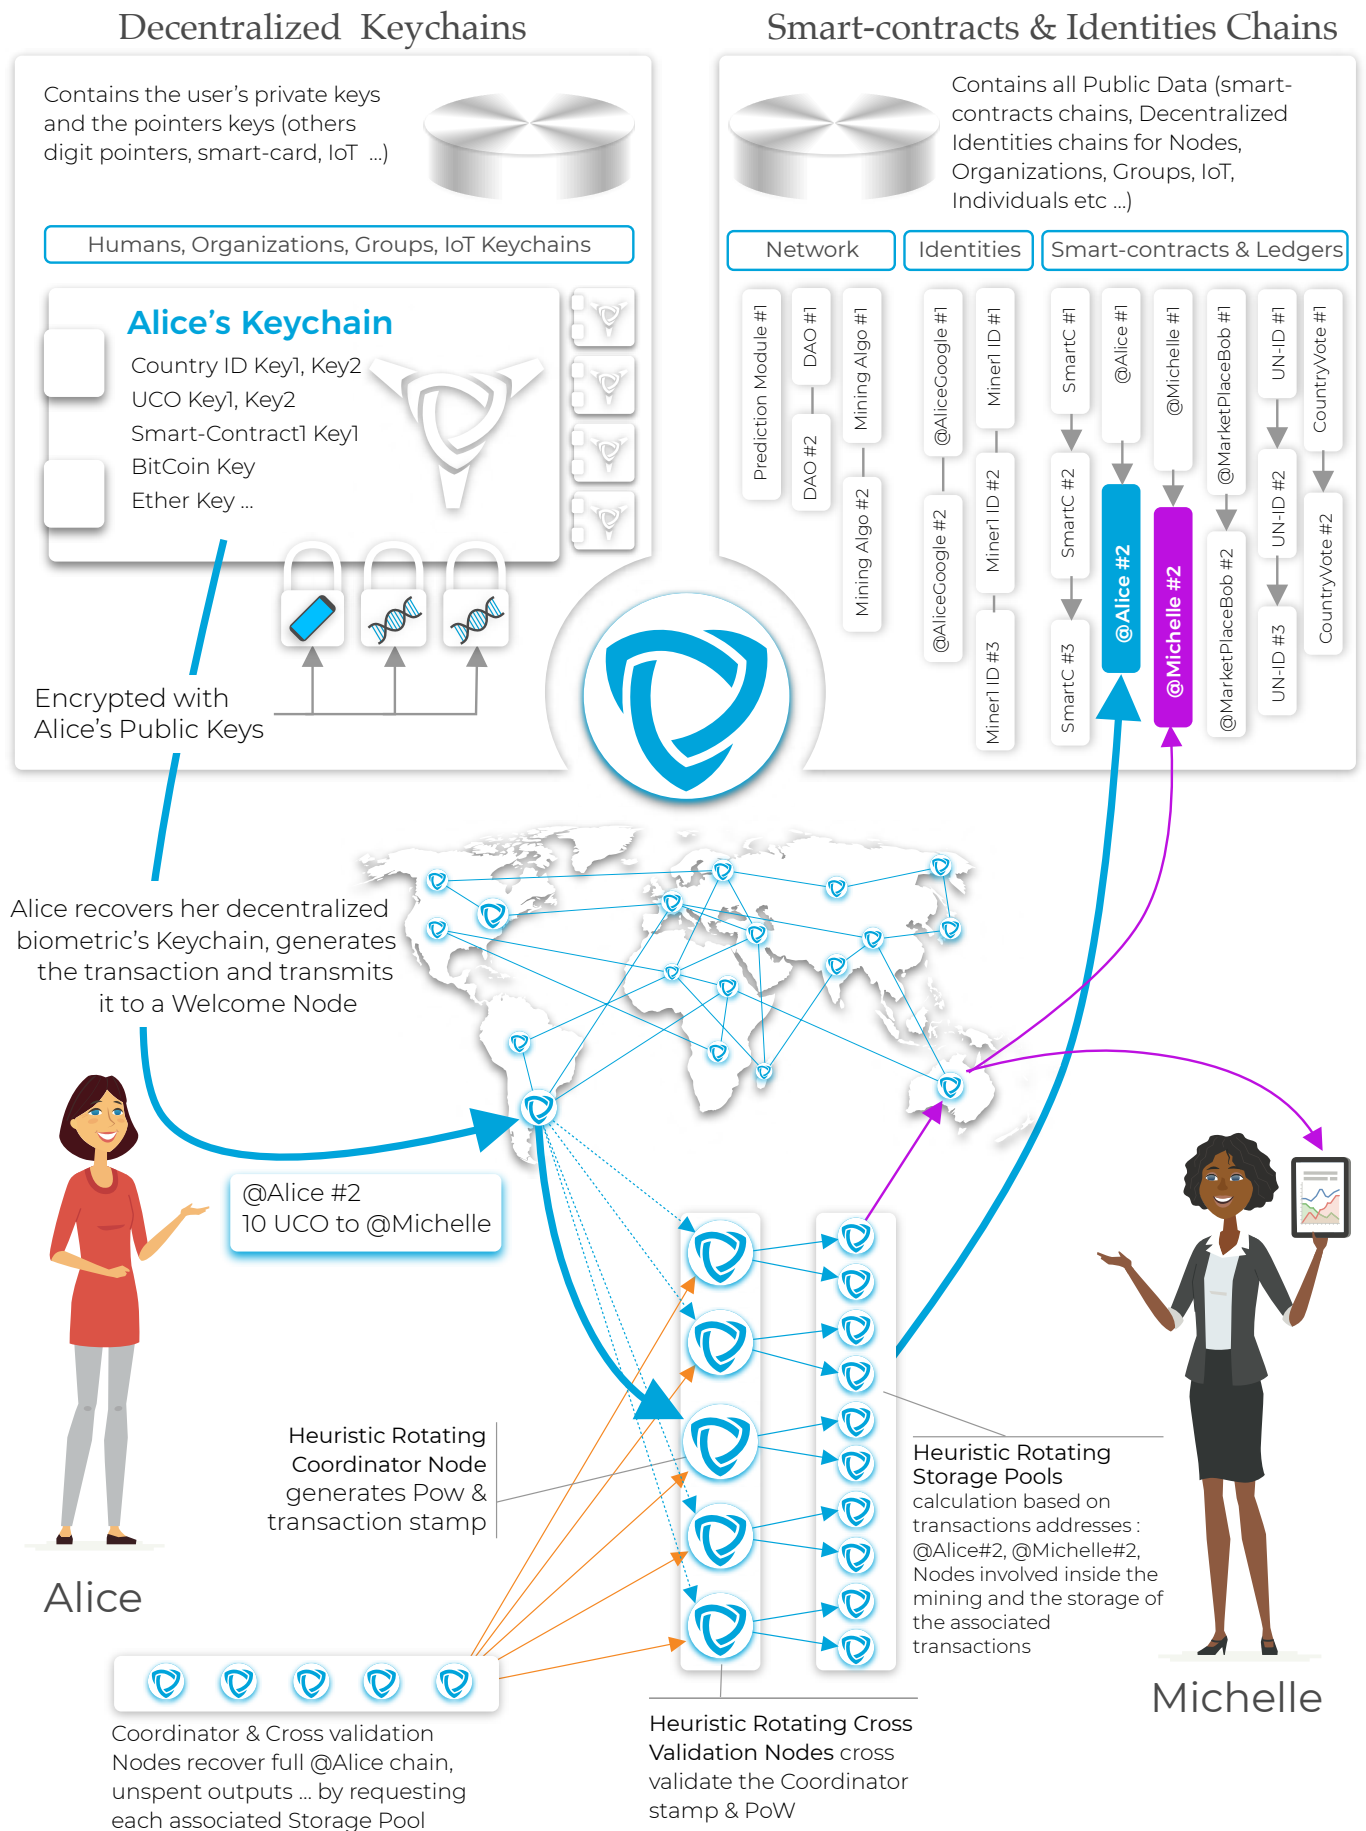 Decentralized Keychains
Contains the user's private keys
and the pointers keys (others
digit pointers, smart-card, IoT ...)
Humans, Organizations, Groups, IoT Keychains
Alice's Keychain
Country ID Key1, Key2
UCO Key1, Key2
Smart-Contract1 Key1
BitCoin Key
Ether Key ...
Encrypted with
Alice's Public Keys
Smart-contracts & Identities Chains
Contains all Public Data (smart-
contracts chains, Decentralized
Identities chains for Nodes,
Organizations, Groups, IoT,
Individuals etc ...)
Network
Identities
Smart-contracts & Ledgers
Prediction Module #1
DAO #1
DAO #2
Mining Algo #1
Mining Algo #2
@AliceGoogle #1
@AliceGoogle #2
Miner1 ID #1
Miner1 ID #2
Miner1 ID #3
SmartC #1
SmartC #2
SmartC #3
@Alice #1
@Alice #2
@Michelle #1
@Michelle #2
@MarketPlaceBob #1
@MarketPlaceBob #2
UN-ID #1
UN-ID #2
UN-ID #3
CountryVote #1
CountryVote #2
Alice recovers her decentralized
biometric's Keychain, generates
the transaction and transmits
it to a Welcome Node
@Alice #2
10 UCO to @Michelle
Heuristic Rotating
Coordinator Node
generates Pow &
transaction stamp
Alice
Coordinator & Cross validation
Nodes recover full @Alice chain,
unspent outputs ... by requesting
each associated Storage Pool
Heuristic Rotating Cross
Validation Nodes cross
validate the Coordinator
stamp & PoW
Heuristic Rotating
Storage Pools
calculation based on
transactions addresses :
@Alice#2, @Michelle#2,
Nodes involved inside the
mining and the storage of
the associated
transactions
Michelle